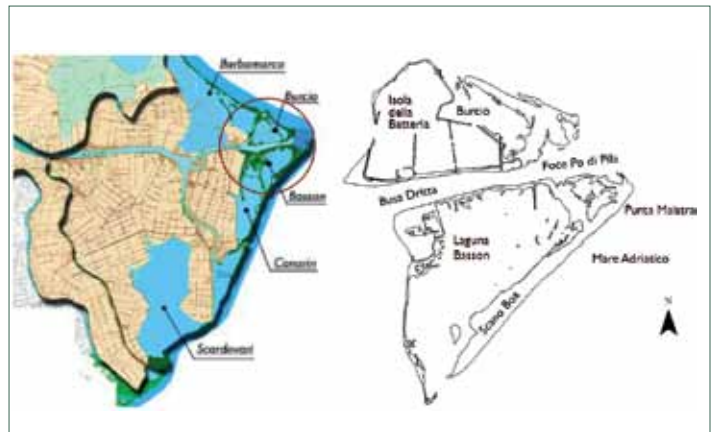 Barbamarco
Burcio
Basson
Canarin
Scardovari
Isola
della
Batteria
Burcio
Foce Po di Pila
Busa Dritta
Punta Maistra
Laguna
Basson
Mare Adriatico
Scano Boa
N